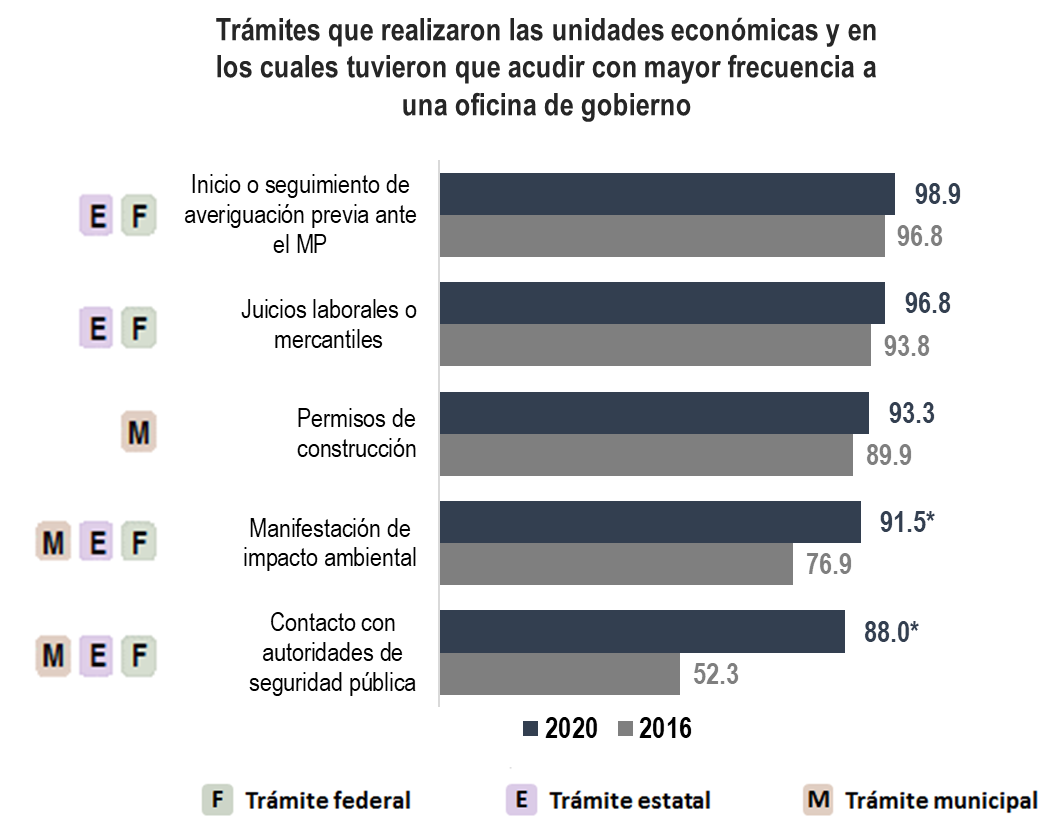 Trámites que realizaron las unidades económicas y en
los cuales tuvieron que acudir con mayor frecuencia a
una oficina de gobierno
E F
Inicio o seguimiento de
averiguación previa ante
el MP
98.9
96.8
E F
Juicios laborales o
mercantiles
96.8
93.8
M
Permisos de
construcción
93.3
89.9
M E F
Manifestación de
impacto ambiental
91.5*
76.9
M E F
Contacto con
autoridades de
seguridad pública
88.0*
52.3
2020 2016
F Trámite federal E Trámite estatal M Trámite municipal